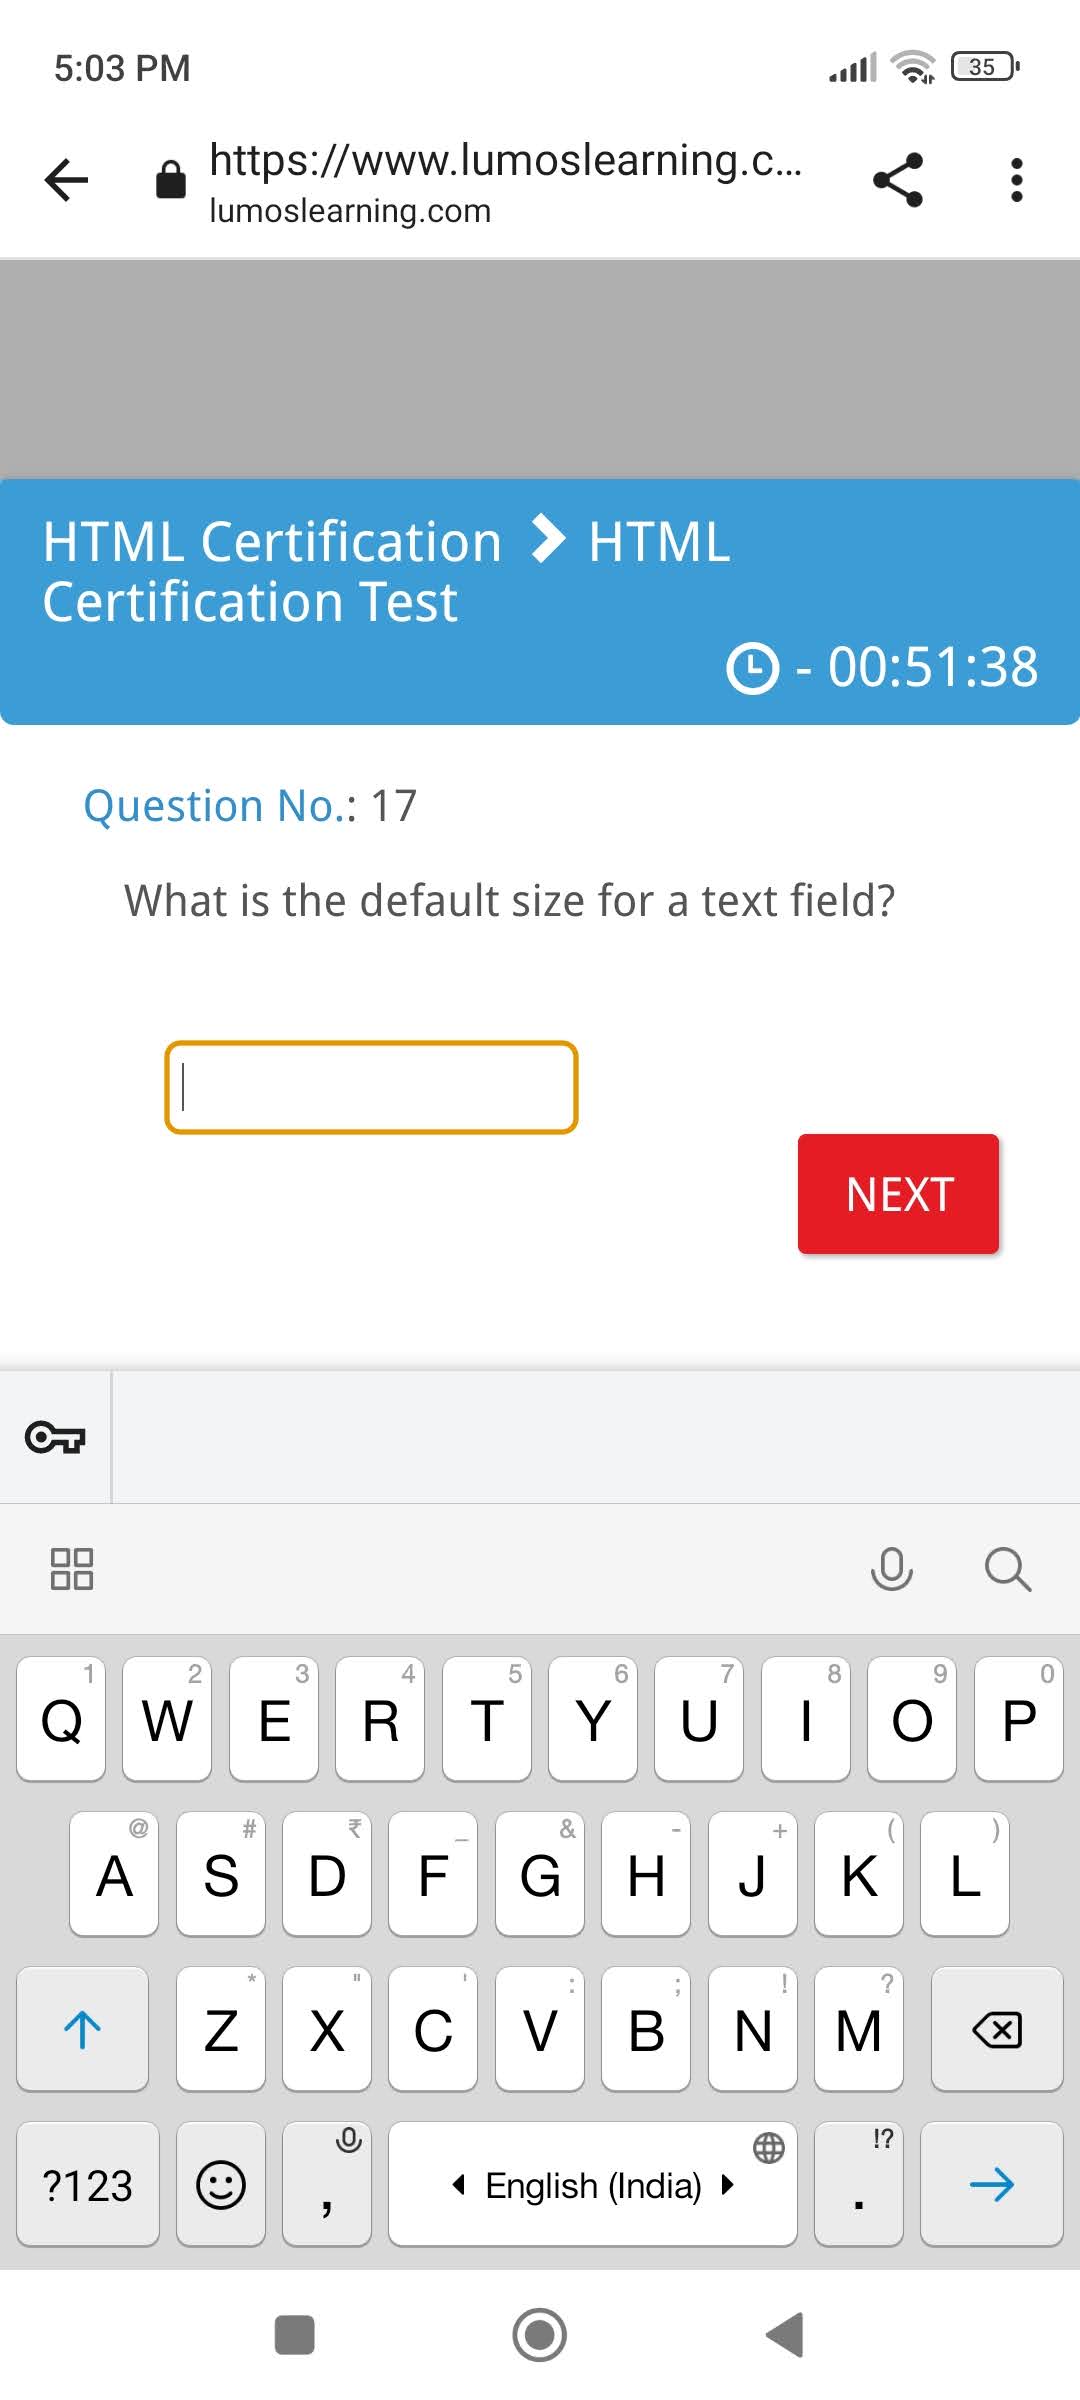 5:03 PM
35
https://www.lumoslearning.c...
lumoslearning.com
HTML Certification > HTML
Certification Test
- 00:51:38
Question No.: 17
What is the default size for a text field?
NEXT
1 2 3 4 5 6 7 8 9 0
Q W E R T Y U I O P
@ # ₹ _ & - + ( )
A S D F G H J K L
* " ' : ; ! ?
Z X C V B N M
!?
?123 , English (India) .